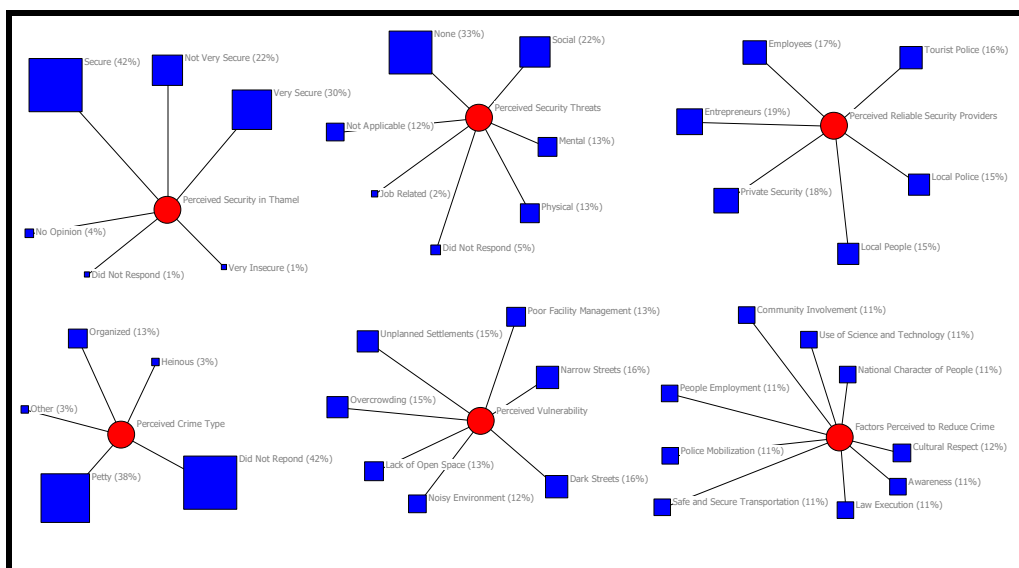 Secure (42%)
Not Very Secure (22%)
Very Secure (30%)
Perceived Security in Thamel
No Opinion (4%)
Did Not Respond (1%)
Very Insecure (1%)
None (33%)
Social (22%)
Perceived Security Threats
Not Applicable (12%)
Mental (13%)
Job Related (2%)
Physical (13%)
Did Not Respond (5%)
Employees (17%)
Tourist Police (16%)
Entrepreneurs (19%)
Perceived Reliable Security Providers
Private Security (18%)
Local Police (15%)
Local People (15%)
Organized (13%)
Heinous (3%)
Other (3%)
Perceived Crime Type
Petty (38%)
Did Not Repond (42%)
Poor Facility Management (13%)
Unplanned Settlements (15%)
Narrow Streets (16%)
Overcrowding (15%)
Perceived Vulnerability
Lack of Open Space (13%)
Noisy Environment (12%)
Dark Streets (16%)
Community Involvement (11%)
Use of Science and Technology (11%)
National Character of People (11%)
People Employment (11%)
Factors Perceived to Reduce Crime
Police Mobilization (11%)
Cultural Respect (12%)
Awareness (11%)
Safe and Secure Transportation (11%)
Law Execution (11%)